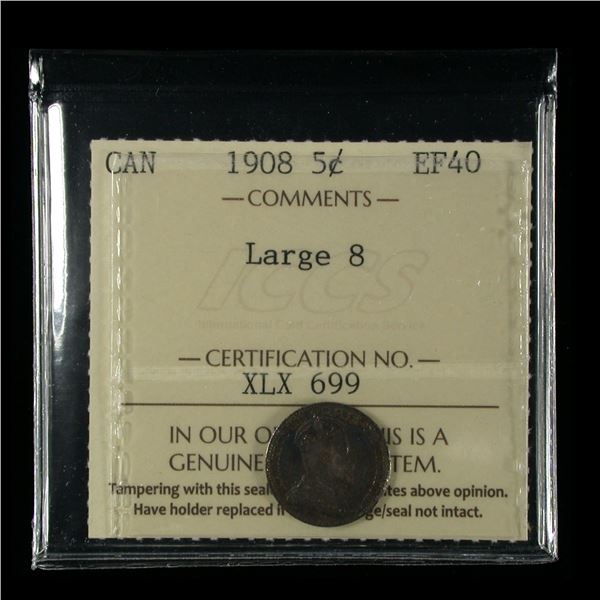 CAN 1908 5¢ EF40
— COMMENTS —
Large 8
ICCS
International Coin Certification Service
— CERTIFICATION NO. —
XLX 699
IN OUR O IS IS A
GENUINE TEM.
Tampering with this seal tes above opinion.
Have holder replaced i ge/seal not intact.